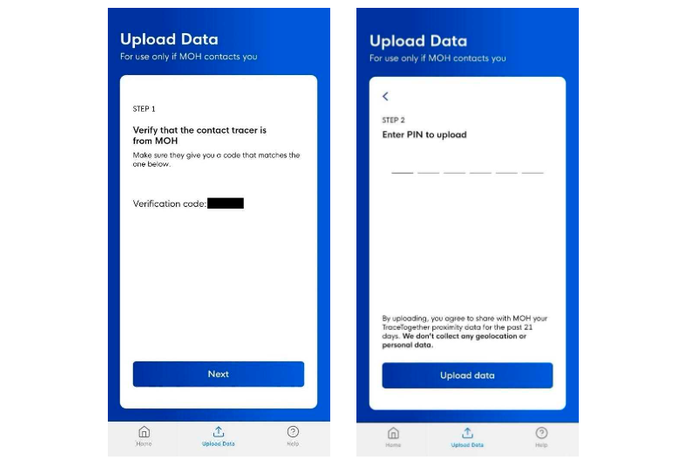 Upload Data
For use only if MOH contacts you
STEP 1
Verify that the contact tracer is
from MOH
Make sure they give you a code that matches the
one below.
Verification code:
Next
Home
Upload Data
Help
Upload Data
For use only if MOH contacts you
STEP 2
Enter PIN to upload
By uploading, you agree to share with MOH your
TraceTogether proximity data for the past 21
days. We don't collect any geolocation or
personal data.
Upload data
Home
Upload Data
Help